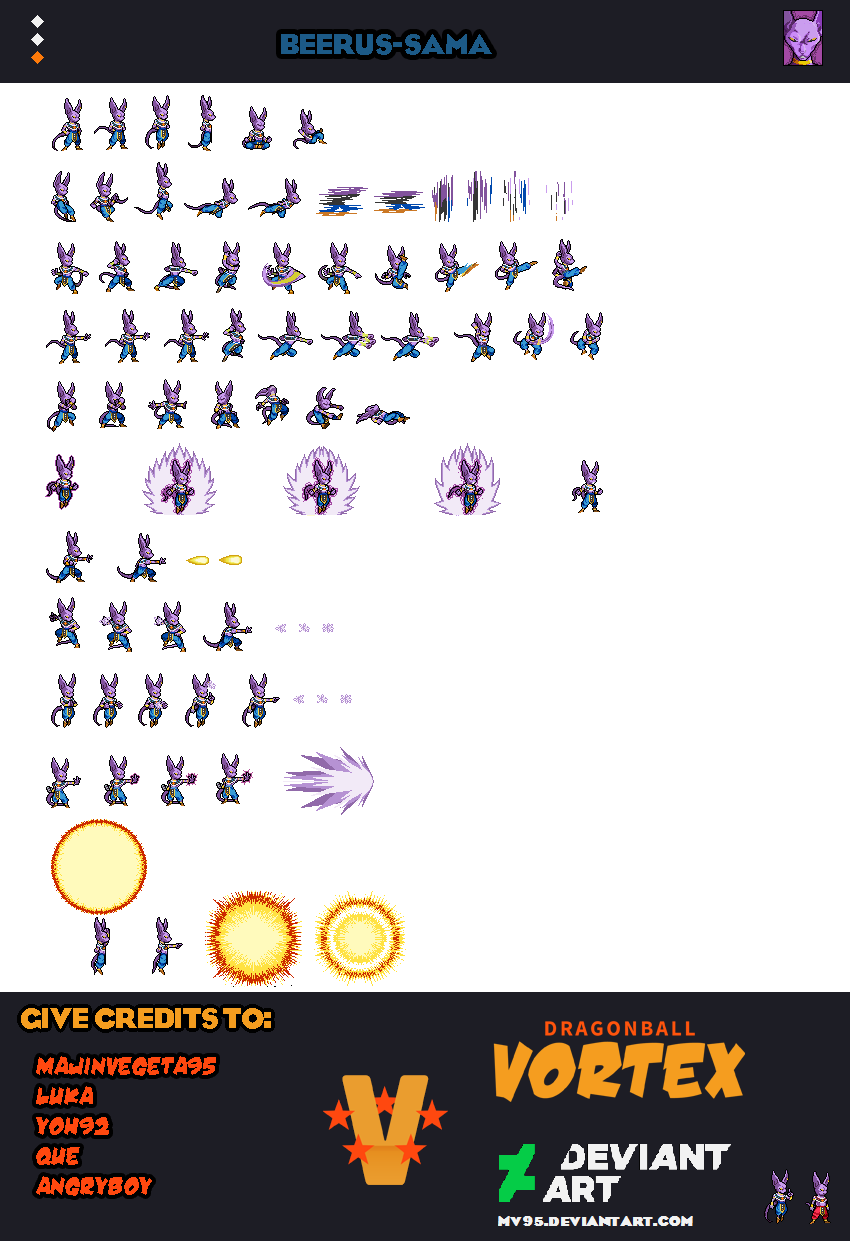 BEERUS-SAMA
GIVE CREDITS TO:
MAJINVEGETA95
LUKA
YOH92
QUE
ANGRYBOY
V
DRAGONBALL
VORTEX
DEVIANT
ART
MV95.DEVIANTART.COM